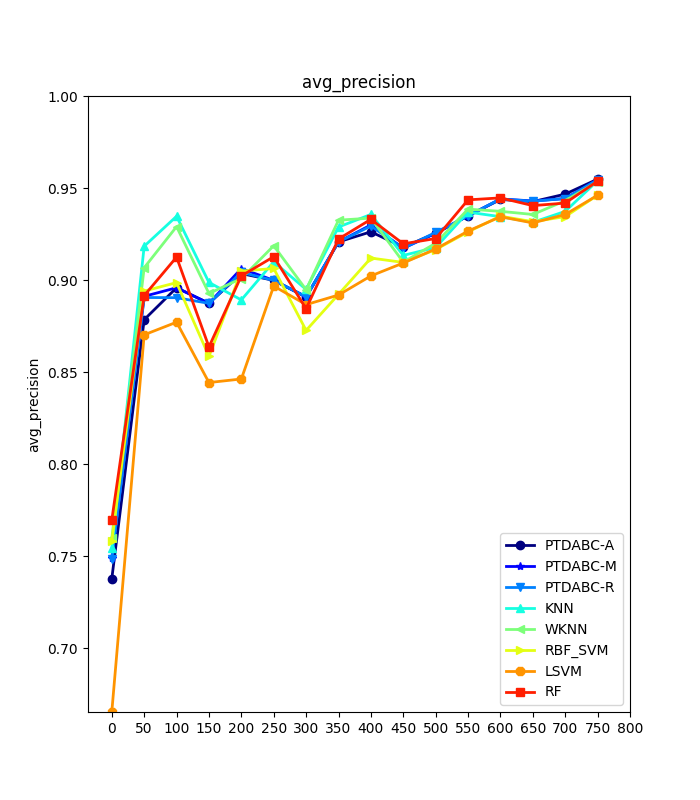 avg_precision
1.00
0.95
0.90
0.85
0.80
0.75
0.70
avg_precision
PTDABC-A
PTDABC-M
PTDABC-R
KNN
WKNN
RBF_SVM
LSVM
RF
0 50 100 150 200 250 300 350 400 450 500 550 600 650 700 750 800